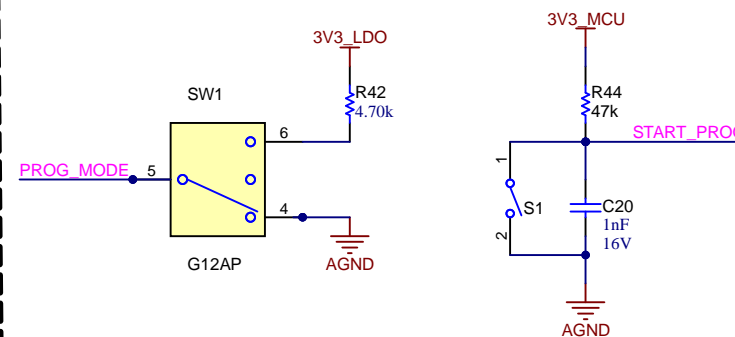 3V3_LDO
R42
4.70k
SW1
6
PROG_MODE
5
4
G12AP
AGND
3V3_MCU
R44
47k
START_PROG
1
S1
2
C20
1nF
16V
AGND